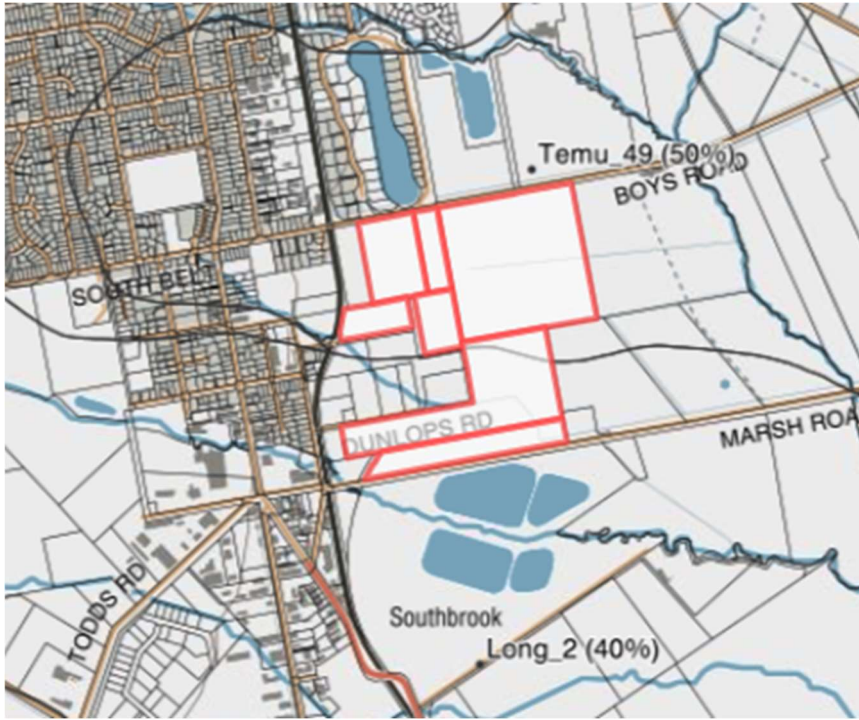 Temu_49 (50%)
BOYS ROAD
SOUTH BELT
DUNLOPS RD
MARSH ROA
TODDS RD
Southbrook
Long_2 (40%)